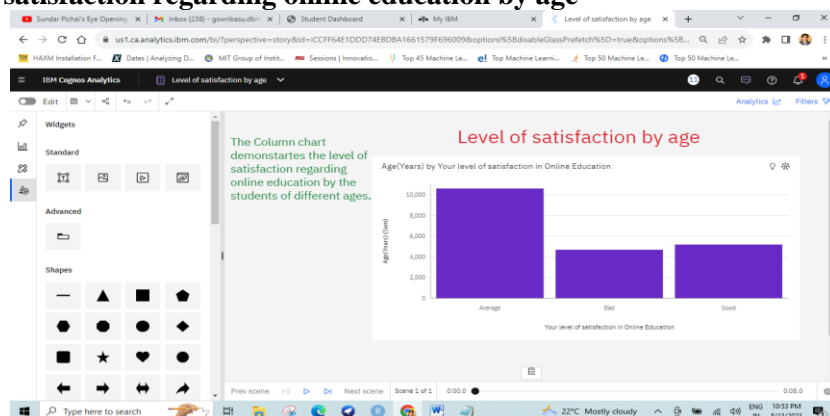 satisfaction regarding online education by age
Sundar Pichai's Eye Opening
Inbox (238) - gowribasu.dbit
Student Dashboard
My IBM
Level of satisfaction by age
us1.ca.analytics.ibm.com/bi/?perspective=story&id=iCCFF64E1DDD74EBDBA1661579F696009&options%5BdisableGlassPrefetch%5D=true&options%5B...
HAXM Installation F...
Dates | Analyzing D...
MIT Group of Instit...
Sessions | Innovatio...
Top 45 Machine Le...
Top Machine Learni...
Top 50 Machine Le...
Top 50 Machine Le...
IBM Cognos Analytics
Level of satisfaction by age
11
Edit
Analytics
Filters
Widgets
Standard
Advanced
Shapes
The Column chart
demonstartes the level of
satisfaction regarding
online education by the
students of different ages.
Level of satisfaction by age
Age(Years) by Your level of satisfaction in Online Education
Age(Years) (Sum)
10,000
8,000
6,000
4,000
2,000
0
Average
Bad
Good
Your level of satisfaction in Online Education
Prev scene
Next scene
Scene 1 of 1
0:00.0
0:05.0
Type here to search
22°C Mostly cloudy
ENG
IN
10:53 PM